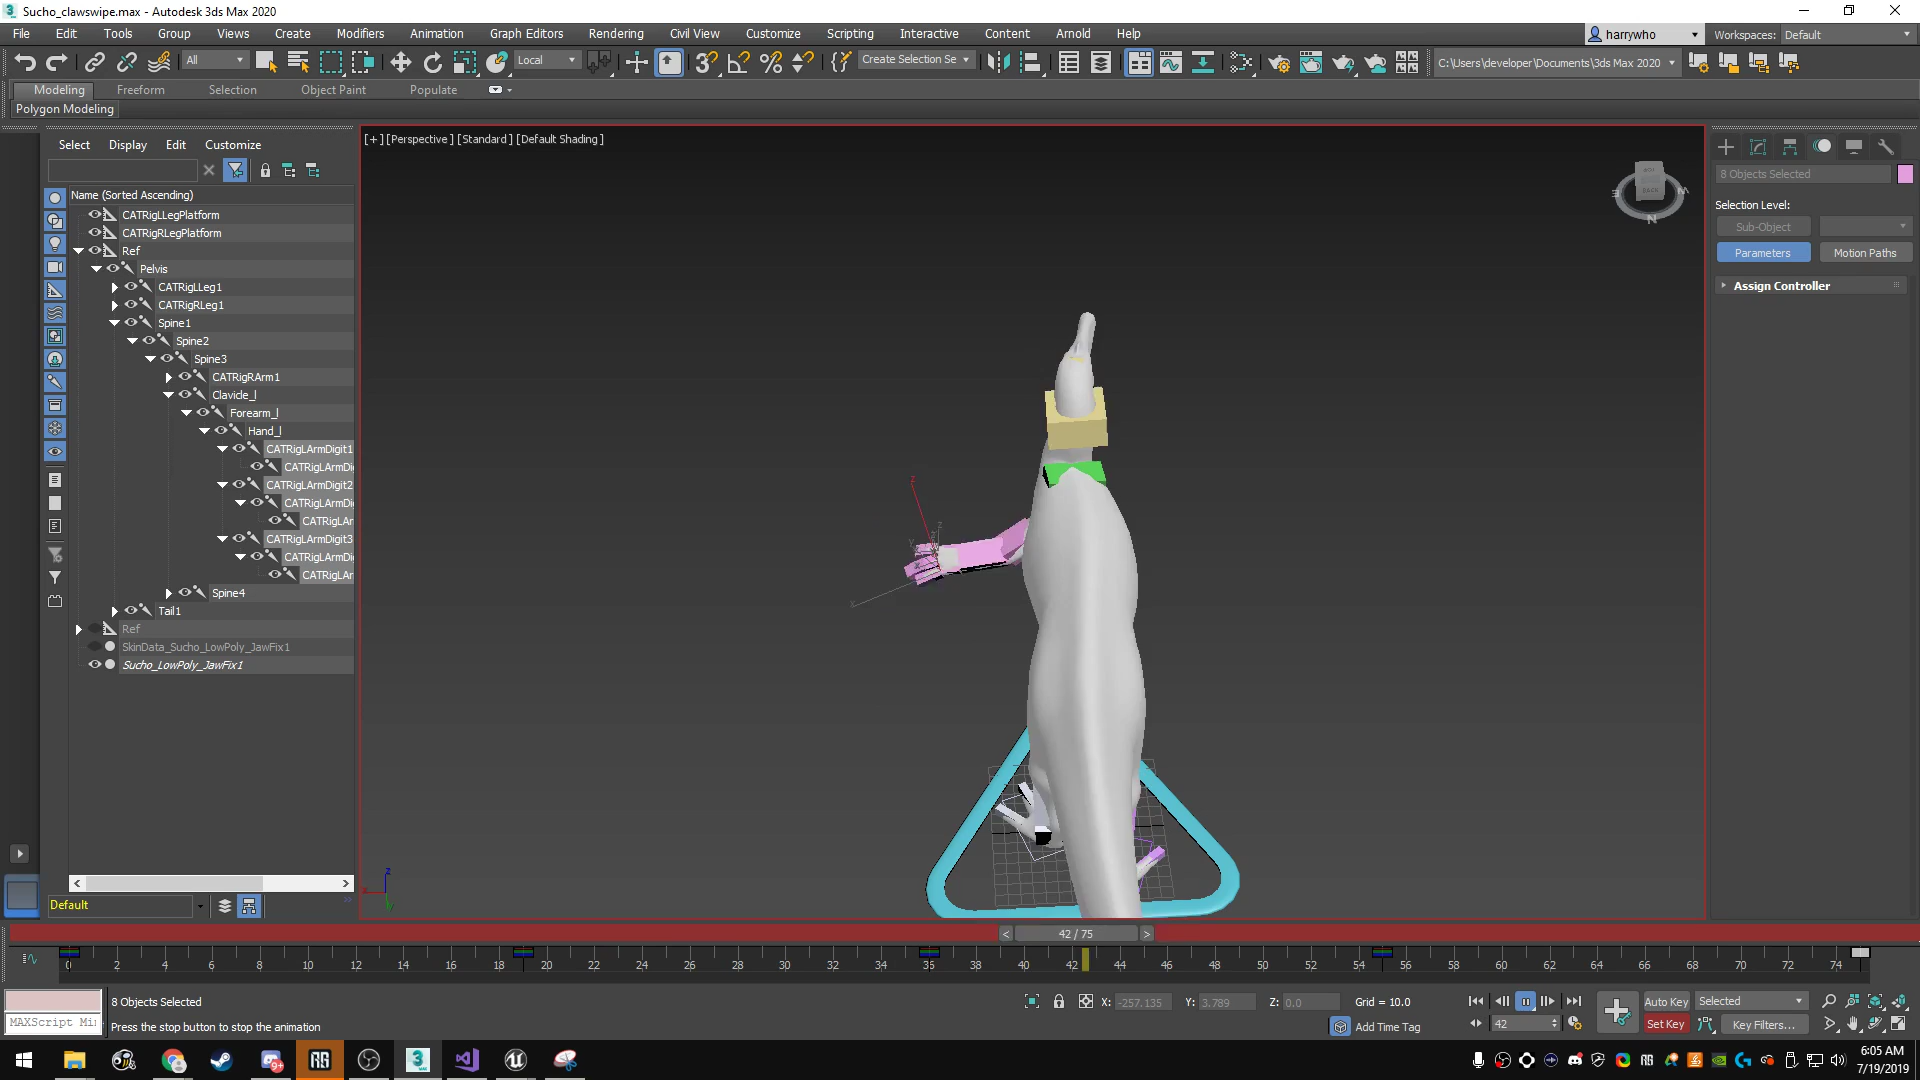 Sucho_clawswipe.max - Autodesk 3ds Max 2020
File Edit Tools Group Views Create Modifiers Animation Graph Editors Rendering Civil View Customize Scripting Interactive Content Arnold Help
harrywho Workspaces: Default
All Local Create Selection Se C:\Users\developer\Documents\3ds Max 2020
Modeling Freeform Selection Object Paint Populate
Polygon Modeling
Select Display Edit Customize
[+] [Perspective] [Standard] [Default Shading]
Name (Sorted Ascending)
CATRigLLegPlatform
CATRigRLegPlatform
Ref
Pelvis
CATRigLLeg1
CATRigRLeg1
Spine1
Spine2
Spine3
CATRigRArm1
Clavicle_l
Forearm_l
Hand_l
CATRigLArmDigit1
CATRigLArmDi
CATRigLArmDigit2
CATRigLArmDi
CATRigLAr
CATRigLArmDigit3
CATRigLArmDi
CATRigLAr
Spine4
Tail1
Ref
SkinData_Sucho_LowPoly_JawFix1
Sucho_LowPoly_JawFix1
8 Objects Selected
Selection Level:
Sub-Object
Parameters Motion Paths
Assign Controller
Default
< 42 / 75 >
0 2 4 6 8 10 12 14 16 18 20 22 24 26 28 30 32 34 36 38 40 42 44 46 48 50 52 54 56 58 60 62 64 66 68 70 72 74
8 Objects Selected X: -257.135 Y: 3.789 Z: 0.0 Grid = 10.0 Auto Key Selected
MAXScript Mi
Press the stop button to stop the animation Add Time Tag 42 Set Key Key Filters...
6:05 AM
7/19/2019